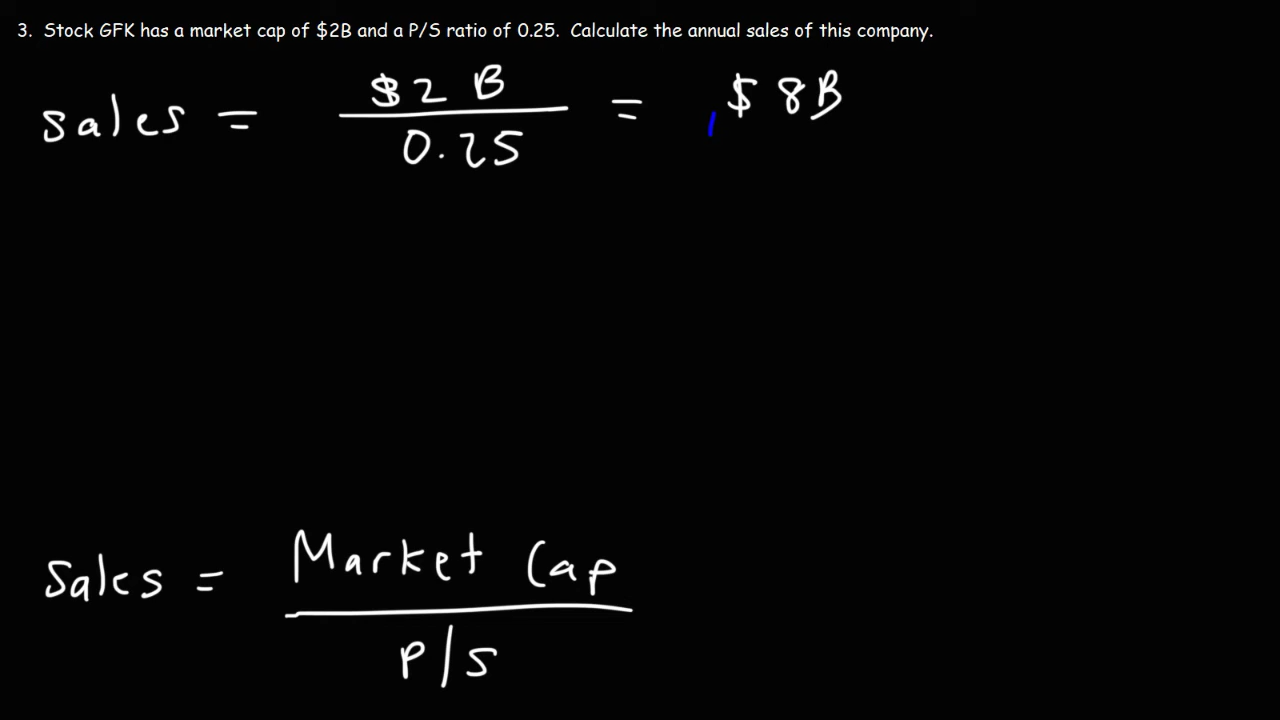 3. Stock GFK has a market cap of $2B and a P/S ratio of 0.25. Calculate the annual sales of this company.
sales = $2 B / 0.25 = $8B
Sales = Market Cap / P/S